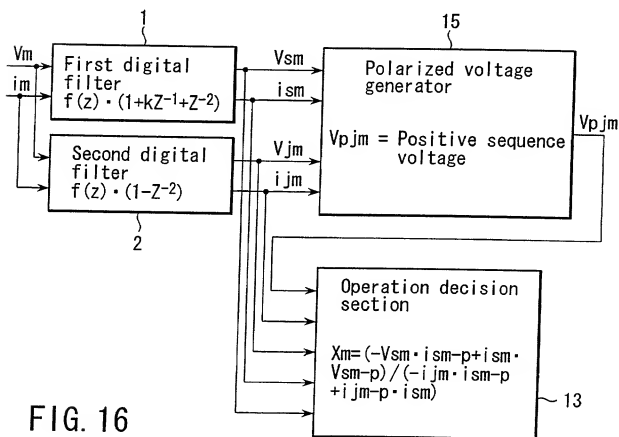 1
15
Vm
im
First digital
filter
f(z)·(1+kZ⁻¹+Z⁻²)
Vsm
ism
Polarized voltage
generator
Vpjm = Positive sequence
voltage
Vpjm
Second digital
filter
f(z)·(1-Z⁻²)
Vjm
ijm
2
Operation decision
section
Xm=(-Vsm·ism-p+ism·
Vsm-p)/(-ijm·ism-p
+ijm-p·ism)
13
FIG. 16